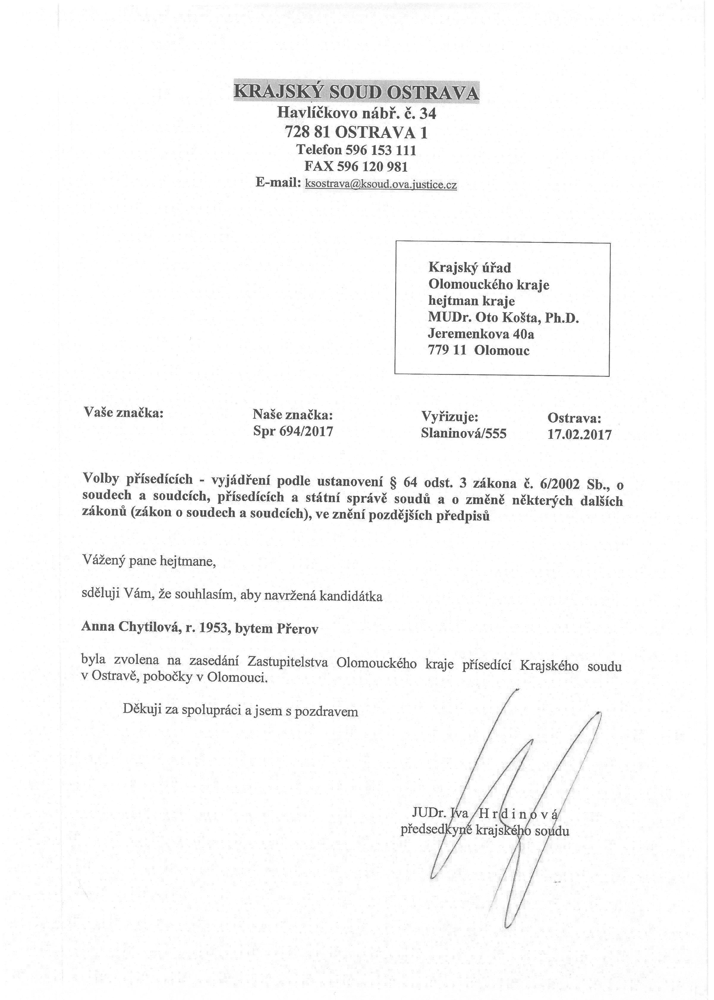 KRAJSKÝ SOUD OSTRAVA
Havlíčkovo nábř. č. 34
728 81 OSTRAVA 1
Telefon 596 153 111
FAX 596 120 981
E-mail: ksostrava@ksoud.ova.justice.cz
Krajský úřad
Olomouckého kraje
hejtman kraje
MUDr. Oto Košta, Ph.D.
Jeremenkova 40a
779 11 Olomouc
Vaše značka: Naše značka: Vyřizuje: Ostrava:
Spr 694/2017 Slaninová/555 17.02.2017
Volby přísedících - vyjádření podle ustanovení § 64 odst. 3 zákona č. 6/2002 Sb., o
soudech a soudcích, přísedících a státní správě soudů a o změně některých dalších
zákonů (zákon o soudech a soudcích), ve znění pozdějších předpisů
Vážený pane hejtmane,
sděluji Vám, že souhlasím, aby navržená kandidátka
Anna Chytilová, r. 1953, bytem Přerov
byla zvolena na zasedání Zastupitelstva Olomouckého kraje přísedící Krajského soudu
v Ostravě, pobočky v Olomouci.
Děkuji za spolupráci a jsem s pozdravem
JUDr. Iva H r d i n o v á
předsedkyně krajského soudu